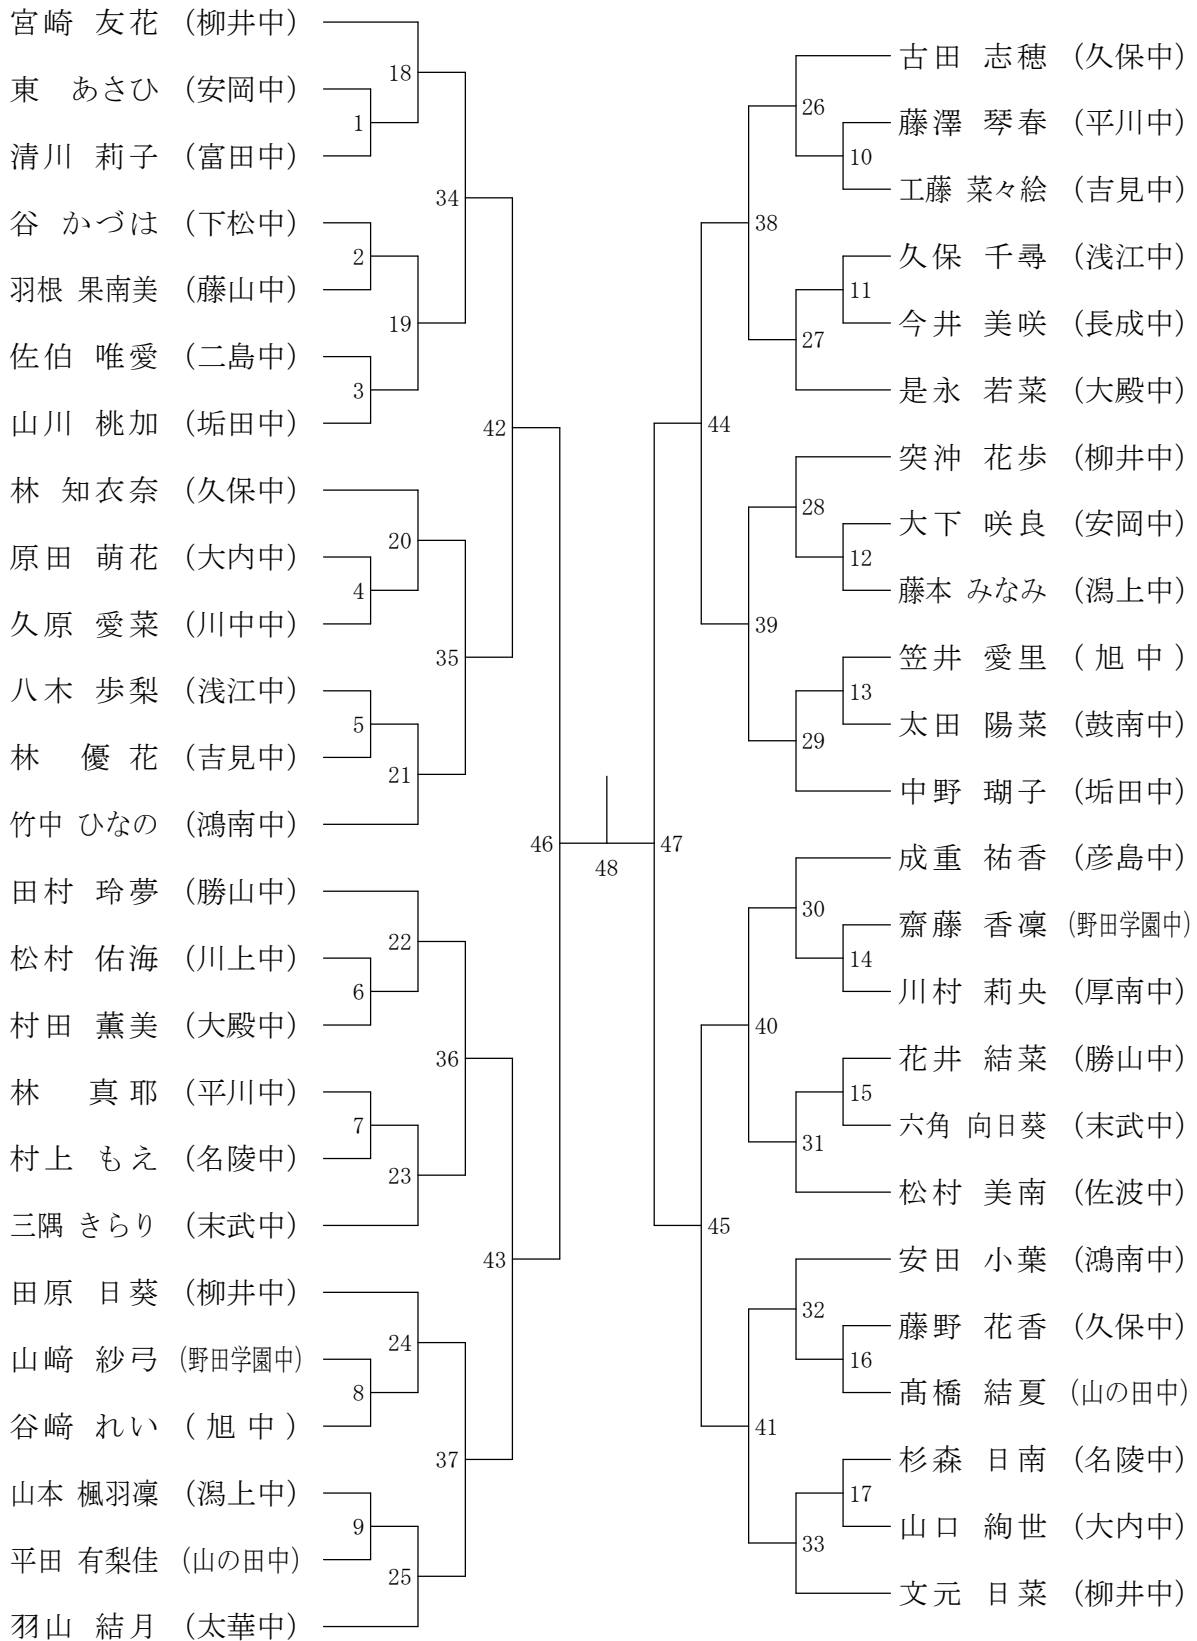 宮崎 友花 (柳井中)
東 あさひ (安岡中)
清川 莉子 (富田中)
谷 かづは (下松中)
羽根 果南美 (藤山中)
佐伯 唯愛 (二島中)
山川 桃加 (垢田中)
林 知衣奈 (久保中)
原田 萌花 (大内中)
久原 愛菜 (川中中)
八木 歩梨 (浅江中)
林 優花 (吉見中)
竹中 ひなの (鴻南中)
田村 玲夢 (勝山中)
松村 佑海 (川上中)
村田 薫美 (大殿中)
林 真耶 (平川中)
村上 もえ (名陵中)
三隅 きらり (末武中)
田原 日葵 (柳井中)
山﨑 紗弓 (野田学園中)
谷﨑 れい (旭中)
山本 楓羽凜 (潟上中)
平田 有梨佳 (山の田中)
羽山 結月 (太華中)
1
2
3
4
5
6
7
8
9
18
19
20
21
22
23
24
25
34
35
36
37
42
43
46
48
47
44
45
38
39
40
41
26
27
28
29
30
31
32
33
10
11
12
13
14
15
16
17
古田 志穂 (久保中)
藤澤 琴春 (平川中)
工藤 菜々絵 (吉見中)
久保 千尋 (浅江中)
今井 美咲 (長成中)
是永 若菜 (大殿中)
突沖 花歩 (柳井中)
大下 咲良 (安岡中)
藤本 みなみ (潟上中)
笠井 愛里 (旭中)
太田 陽菜 (鼓南中)
中野 瑚子 (垢田中)
成重 祐香 (彦島中)
齋藤 香凜 (野田学園中)
川村 莉央 (厚南中)
花井 結菜 (勝山中)
六角 向日葵 (末武中)
松村 美南 (佐波中)
安田 小葉 (鴻南中)
藤野 花香 (久保中)
髙橋 結夏 (山の田中)
杉森 日南 (名陵中)
山口 絢世 (大内中)
文元 日菜 (柳井中)